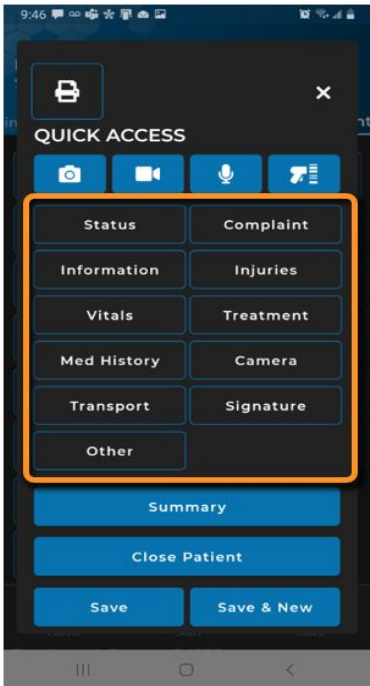 9:46
QUICK ACCESS
Status Complaint
Information Injuries
Vitals Treatment
Med History Camera
Transport Signature
Other
Summary
Close Patient
Save Save & New